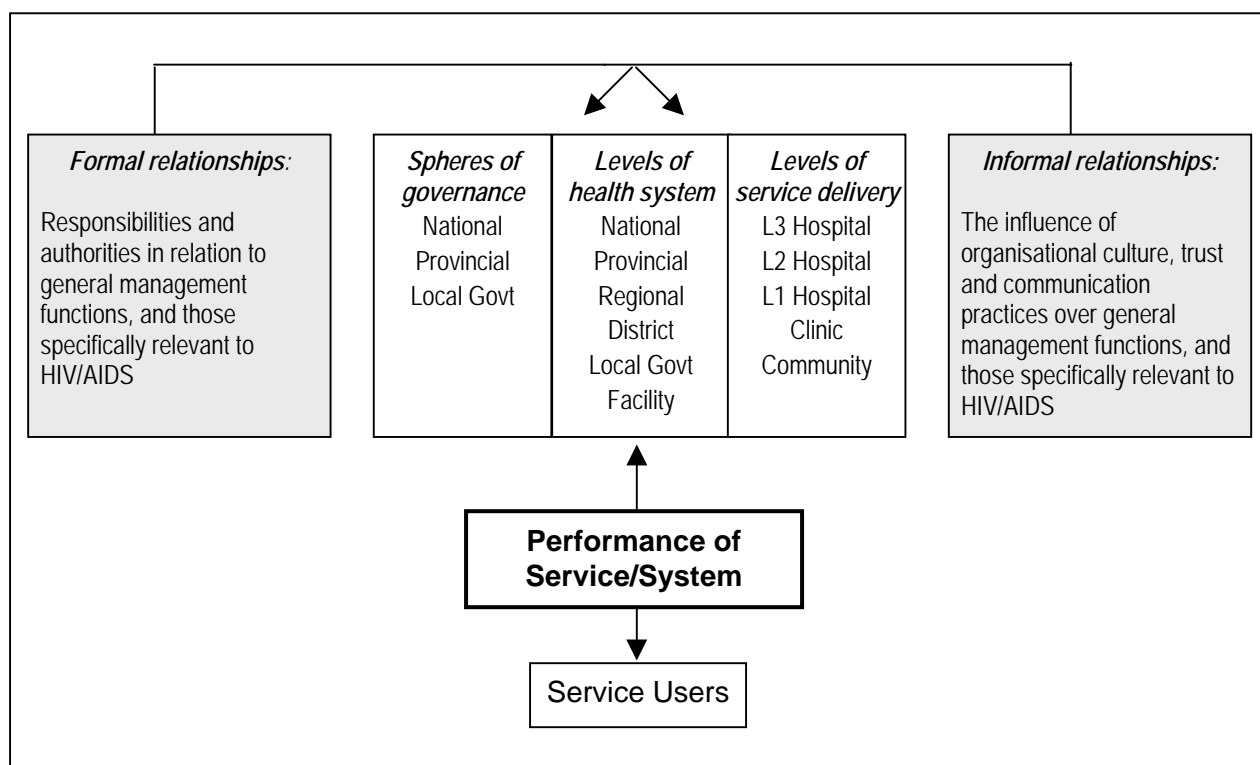 Formal relationships:
Responsibilities and
authorities in relation to
general management
functions, and those
specifically relevant to
HIV/AIDS
Spheres of
governance
National
Provincial
Local Govt
Levels of
health system
National
Provincial
Regional
District
Local Govt
Facility
Levels of
service delivery
L3 Hospital
L2 Hospital
L1 Hospital
Clinic
Community
Informal relationships:
The influence of
organisational culture, trust
and communication
practices over general
management functions, and
those specifically relevant to
HIV/AIDS
Performance of
Service/System
Service Users